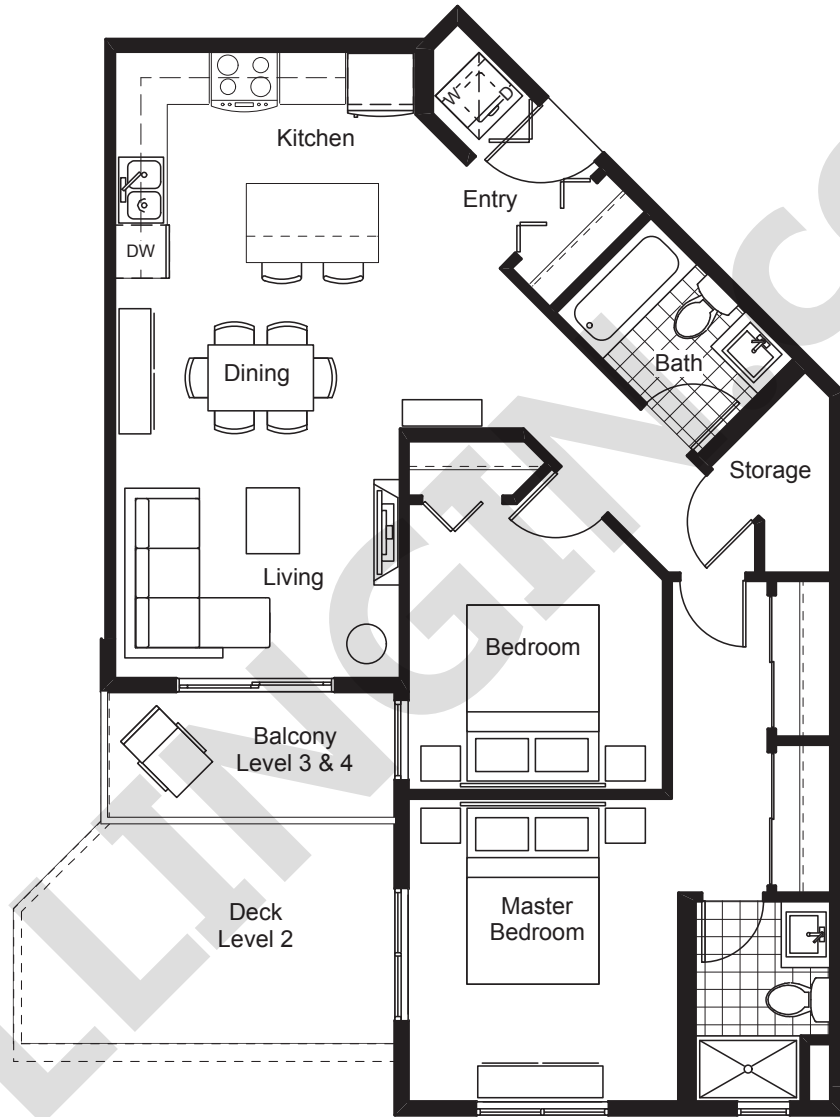 Kitchen
W
D
Entry
DW
Bath
Dining
Storage
Living
Bedroom
Balcony
Level 3 & 4
Master
Bedroom
Deck
Level 2